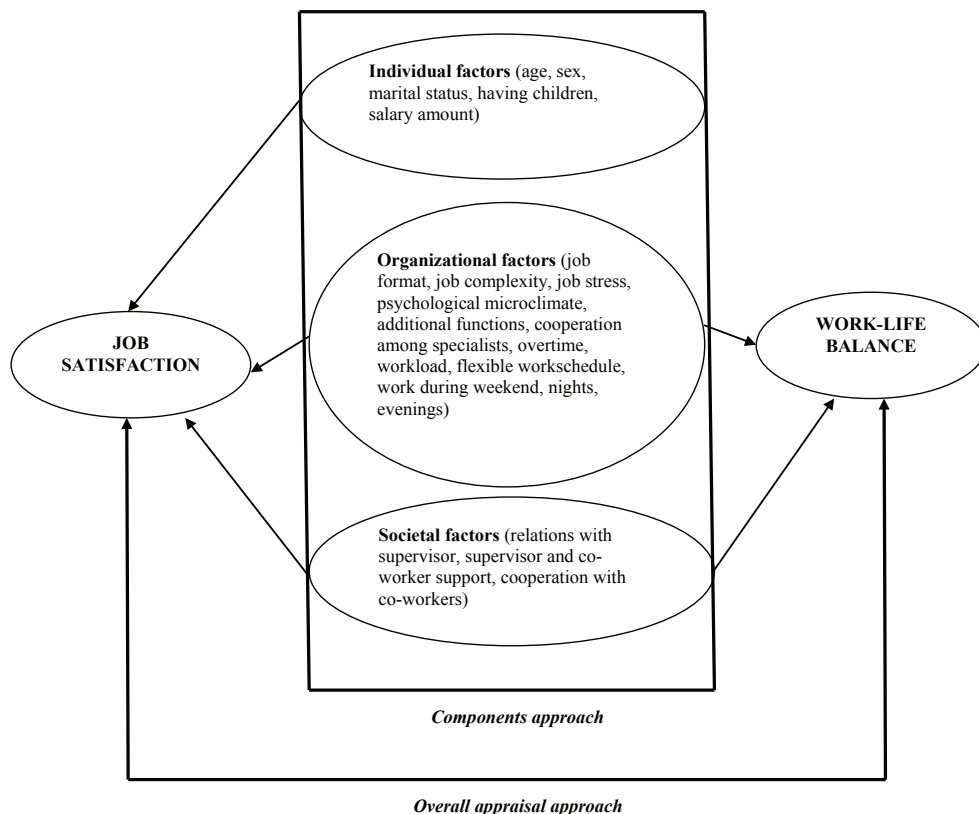 Individual factors (age, sex,
marital status, having children,
salary amount)
Organizational factors (job
format, job complexity, job stress,
psychological microclimate,
additional functions, cooperation
among specialists, overtime,
workload, flexible workschedule,
work during weekend, nights,
evenings)
JOB
SATISFACTION
WORK-LIFE
BALANCE
Societal factors (relations with
supervisor, supervisor and co-
worker support, cooperation with
co-workers)
Components approach
Overall appraisal approach